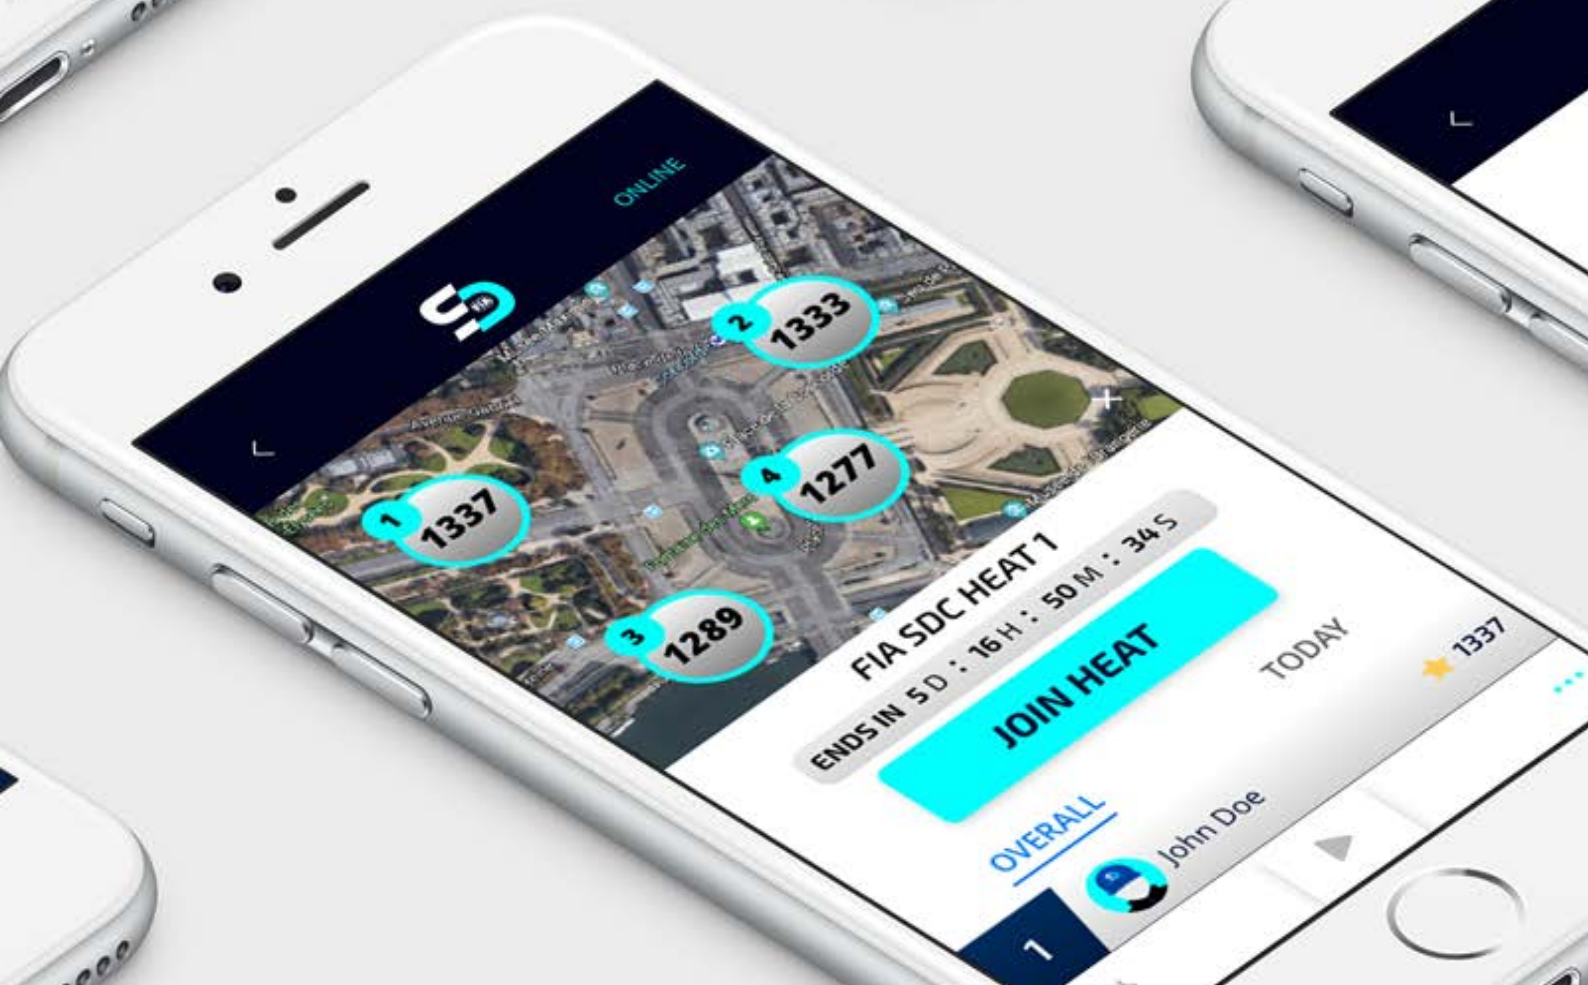 ONLINE
FIA
2
1333
4
1277
1
1337
3
1289
FIA SDC HEAT 1
ENDS IN 5 D : 16 H : 50 M : 34 S
JOIN HEAT
OVERALL
TODAY
1
John Doe
1337